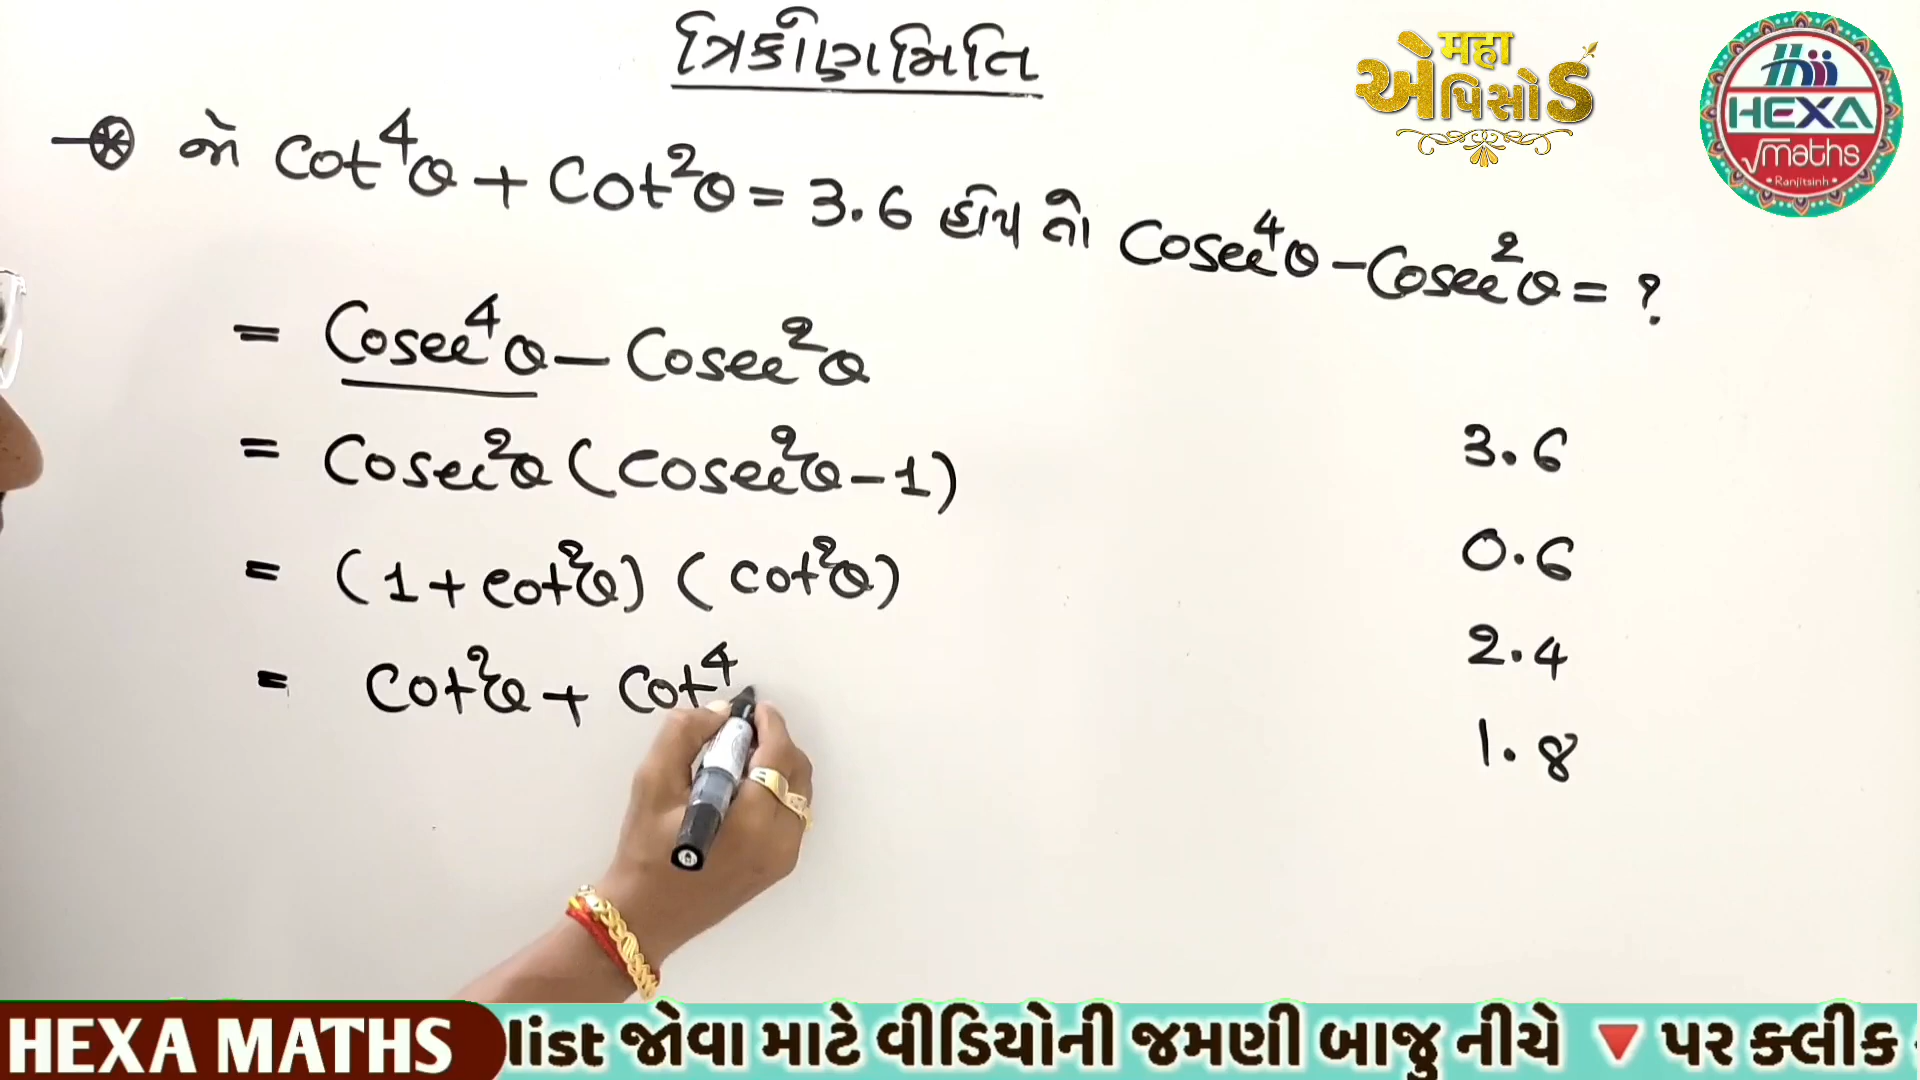 ત્રિકોણમિતિ
મહા
એપિસોડ
HEXA
√maths
• Ranjitsinh •
જો Cot⁴θ + Cot²θ = 3.6 હોય તો Cosec⁴θ – Cosec²θ = ?
= Cosec⁴θ – Cosec²θ
= Cosec²θ (cosec²θ – 1)
= (1 + cot²θ) (cot²θ)
= Cot²θ + Cot⁴
3.6
0.6
2.4
1.8
HEXA MATHS list જોવા માટે વીડિયોની જમણી બાજુ નીચે 🔻 પર ક્લીક